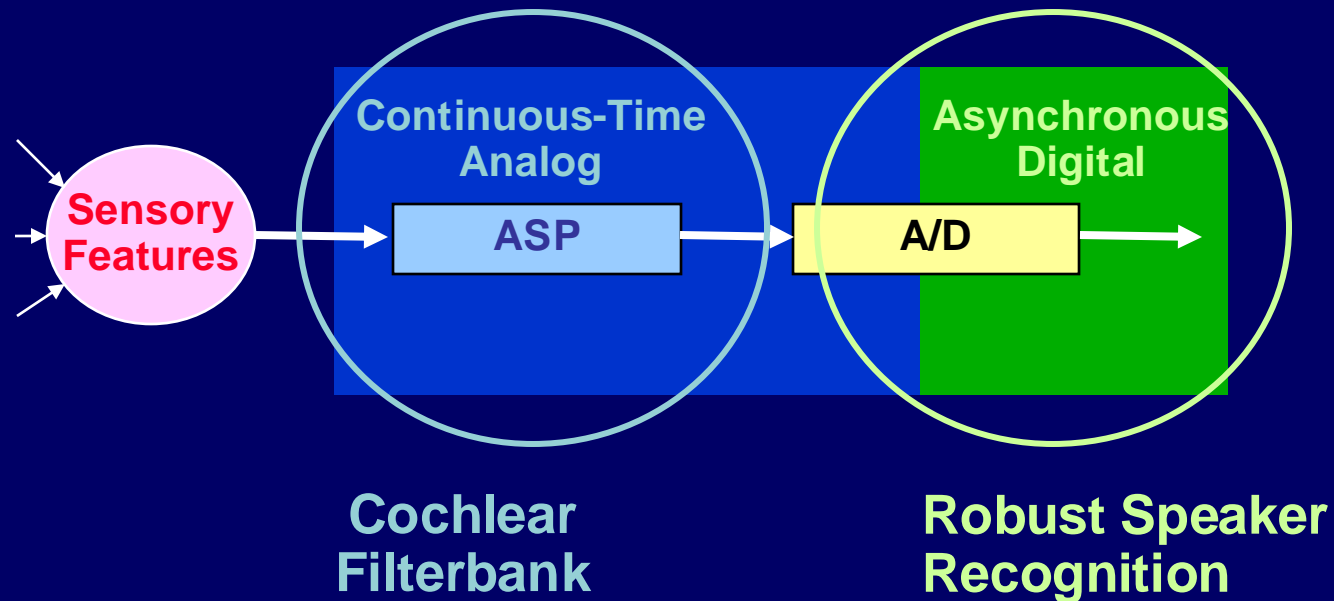 Continuous-Time
Analog
Asynchronous
Digital
Sensory
Features
ASP
A/D
Cochlear
Filterbank
Robust Speaker
Recognition